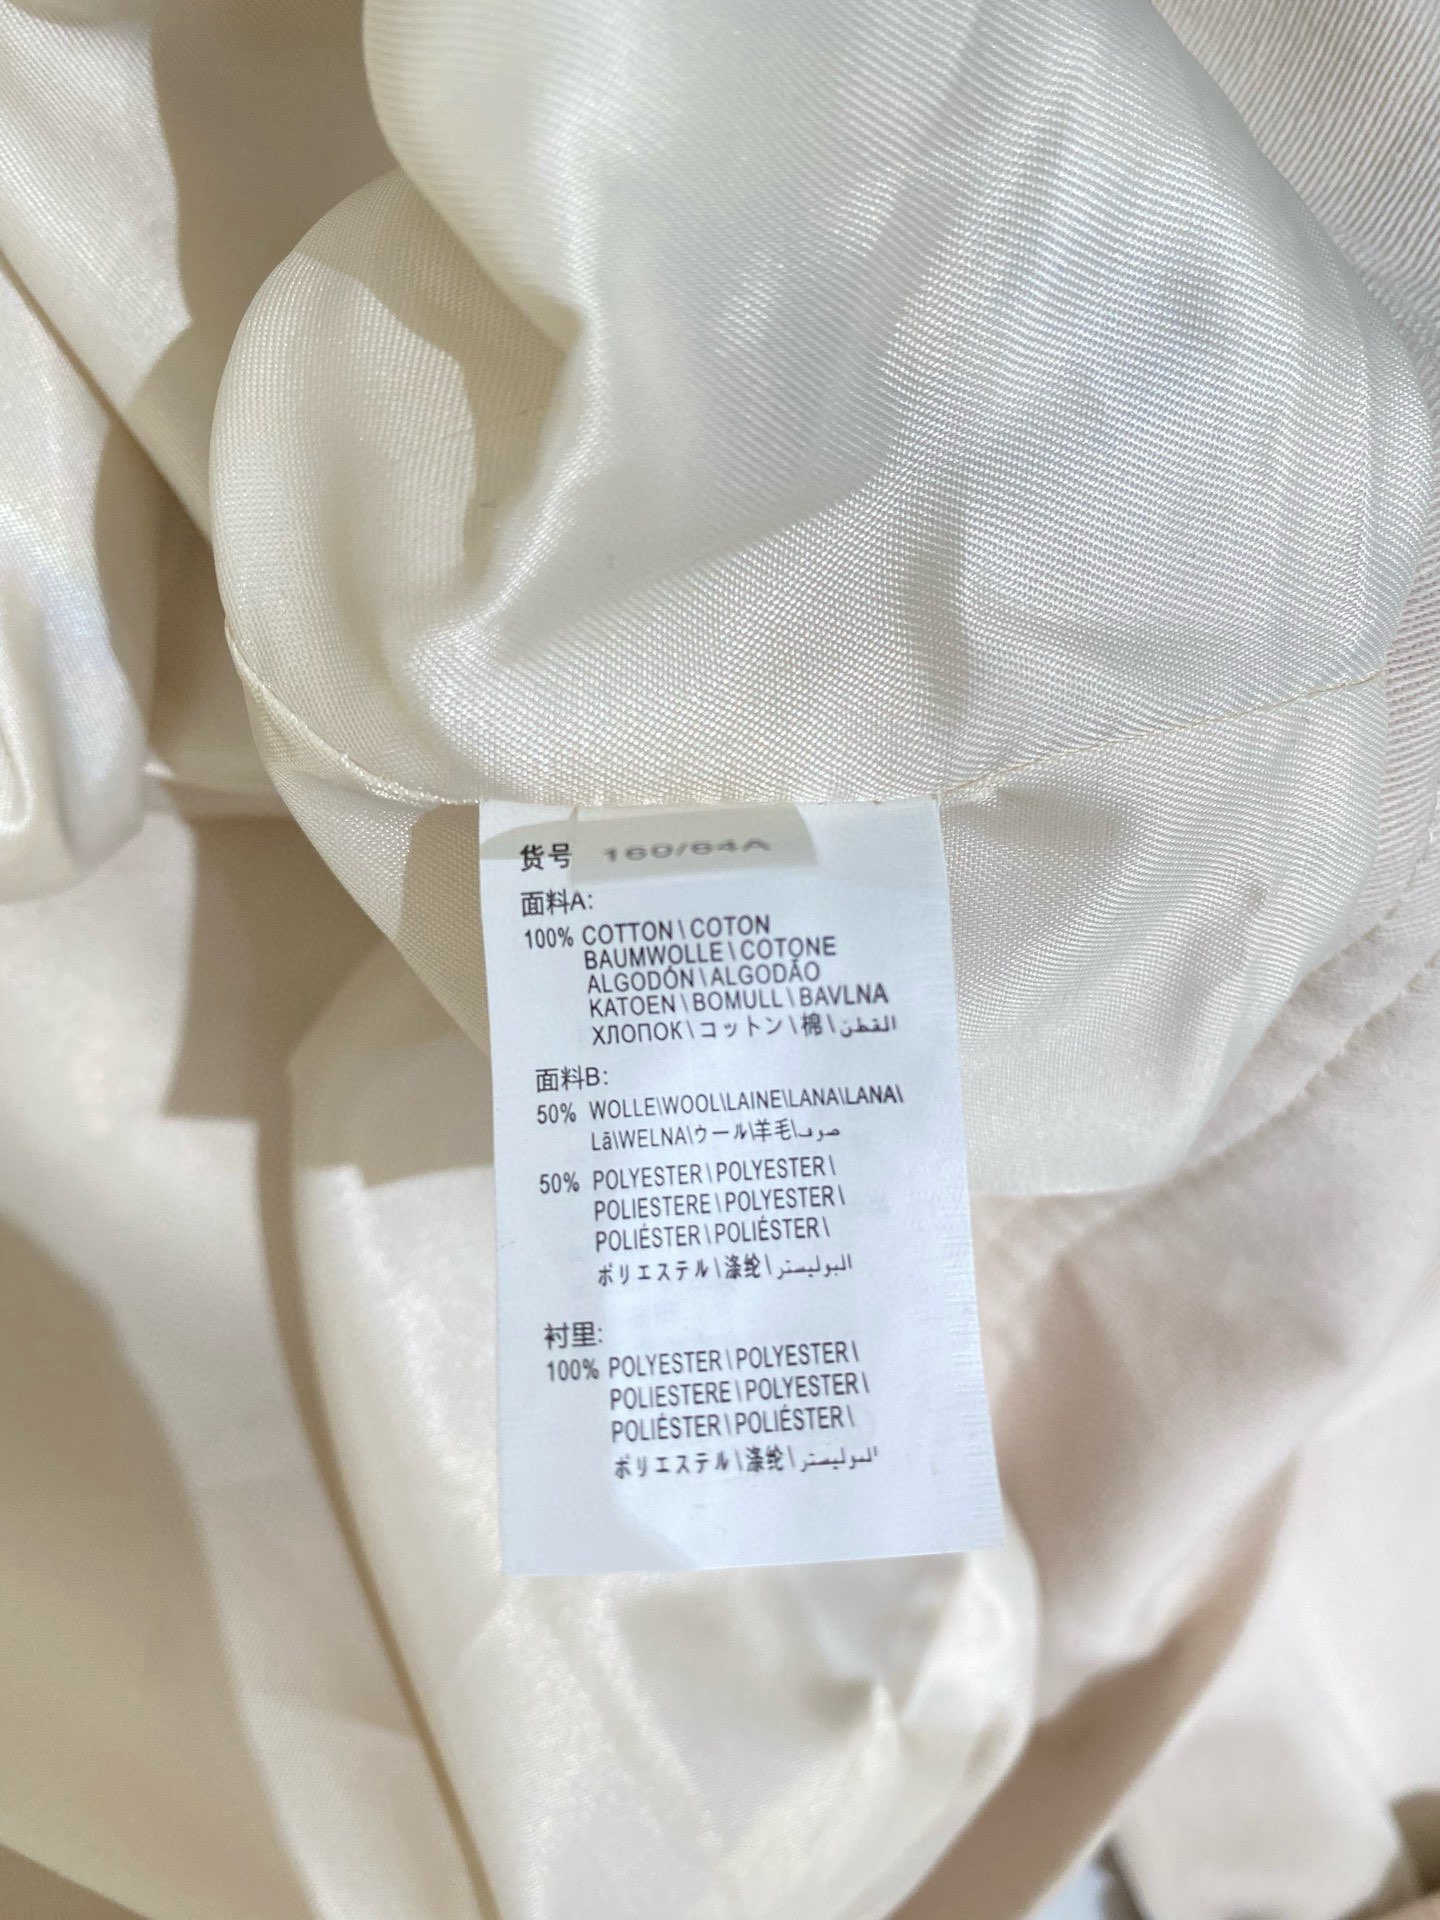 货号 160/84A
面料A:
100% COTTON\COTON
BAUMWOLLE\COTONE
ALGODÓN\ALGODÃO
KATOEN\BOMULL\BAVLNA
ХЛОПОК\コットン\棉\القطن
面料B:
50% WOLLE\WOOL\LAINE\LANA\LANA\
Lã\WELNA\ウール\羊毛\صوف
50% POLYESTER\POLYESTER\
POLIESTERE\POLYESTER\
POLIÉSTER\POLIÉSTER\
ポリエステル\涤纶\البوليستر
衬里:
100% POLYESTER\POLYESTER\
POLIESTERE\POLYESTER\
POLIÉSTER\POLIÉSTER\
ポリエステル\涤纶\البوليستر